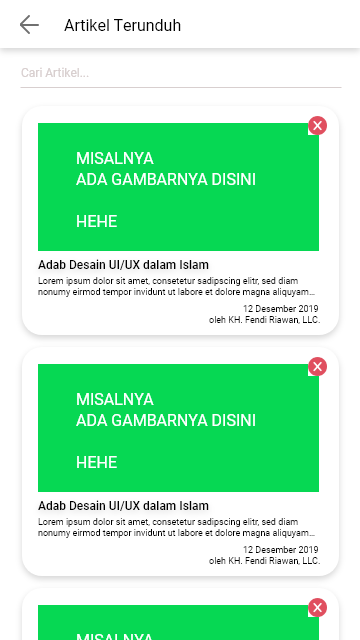 Artikel Terunduh
Cari Artikel...
MISALNYA
ADA GAMBARNYA DISINI
HEHE
Adab Desain UI/UX dalam Islam
Lorem ipsum dolor sit amet, consetetur sadipscing elitr, sed diam
nonumy eirmod tempor invidunt ut labore et dolore magna aliquyam...
12 Desember 2019
oleh KH. Fendi Riawan, LLC.
MISALNYA
ADA GAMBARNYA DISINI
HEHE
Adab Desain UI/UX dalam Islam
Lorem ipsum dolor sit amet, consetetur sadipscing elitr, sed diam
nonumy eirmod tempor invidunt ut labore et dolore magna aliquyam...
12 Desember 2019
oleh KH. Fendi Riawan, LLC.
MISALNYA